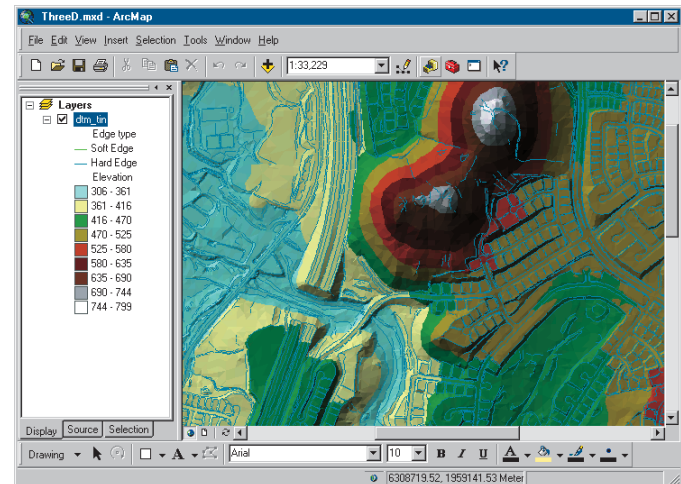 ThreeD.mxd - ArcMap
File Edit View Insert Selection Tools Window Help
1:33,229
Layers
dtm_tin
Edge type
Soft Edge
Hard Edge
Elevation
306 - 361
361 - 416
416 - 470
470 - 525
525 - 580
580 - 635
635 - 690
690 - 744
744 - 799
Display Source Selection
Drawing A Arial 10 B I U A
6308719.52, 1959141.53 Meter